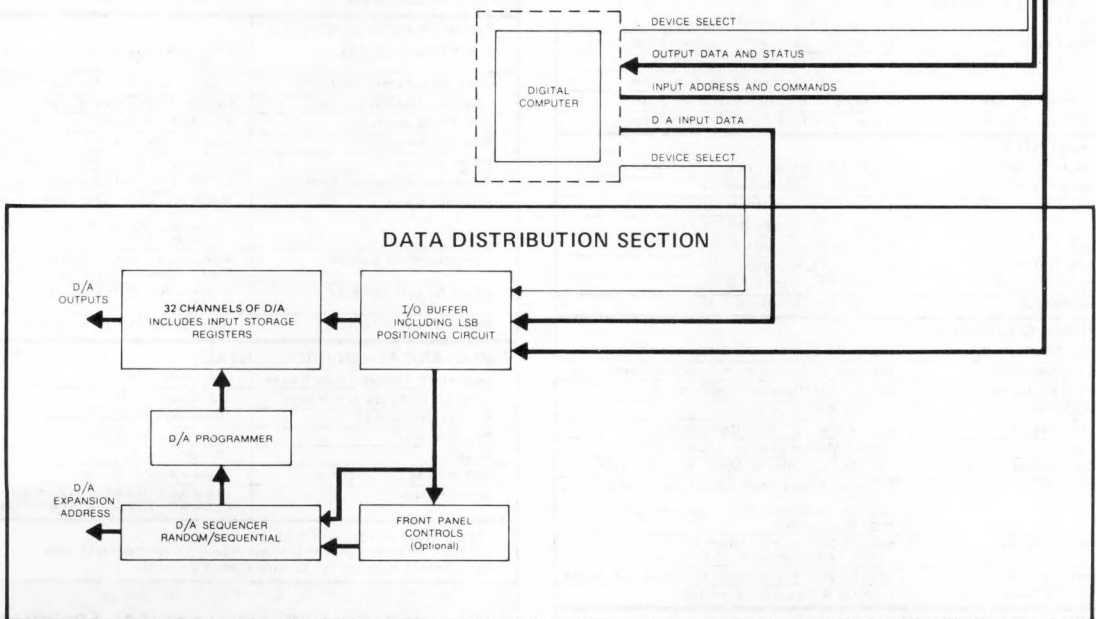 DEVICE SELECT
OUTPUT DATA AND STATUS
DIGITAL
COMPUTER
INPUT ADDRESS AND COMMANDS
D A INPUT DATA
DEVICE SELECT
DATA DISTRIBUTION SECTION
D/A
OUTPUTS
32 CHANNELS OF D/A
INCLUDES INPUT STORAGE
REGISTERS
I/O BUFFER
INCLUDING LSB
POSITIONING CIRCUIT
D/A PROGRAMMER
D/A
EXPANSION
ADDRESS
D/A SEQUENCER
RANDOM/SEQUENTIAL
FRONT PANEL
CONTROLS
(Optional)